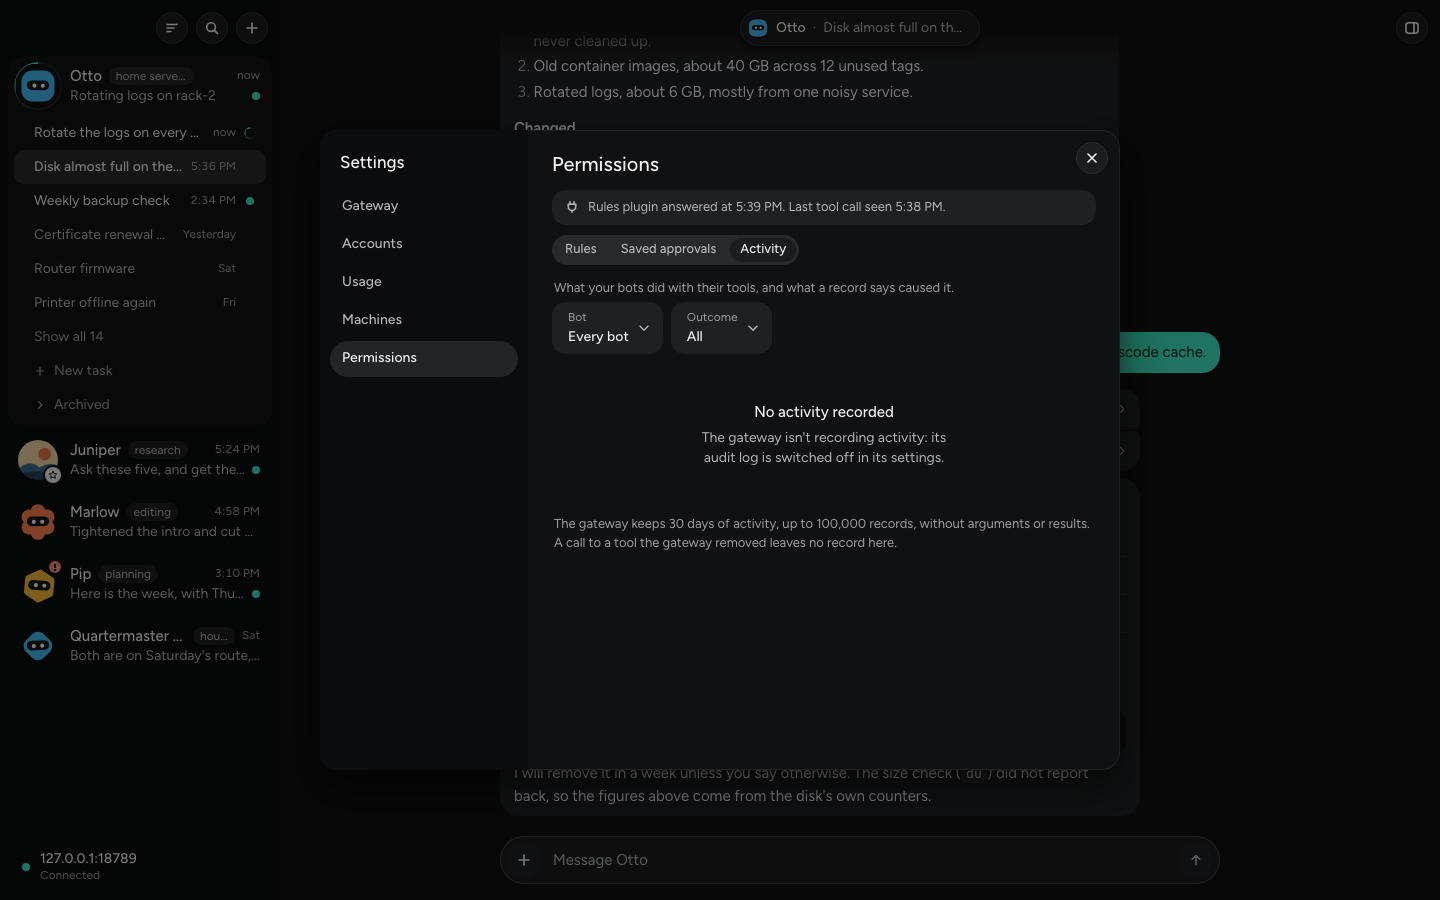 Otto home serve... now
Rotating logs on rack-2
Rotate the logs on every ... now
Disk almost full on the... 5:36 PM
Weekly backup check 2:34 PM
Certificate renewal ... Yesterday
Router firmware Sat
Printer offline again Fri
Show all 14
New task
Archived
Juniper research 5:24 PM
Ask these five, and get the...
Marlow editing 4:58 PM
Tightened the intro and cut ...
Pip planning 3:10 PM
Here is the week, with Thu...
Quartermaster ... hou... Sat
Both are on Saturday's route,...
127.0.0.1:18789
Connected
Otto · Disk almost full on th...
never cleaned up.
2. Old container images, about 40 GB across 12 unused tags.
3. Rotated logs, about 6 GB, mostly from one noisy service.
Changed
Settings
Gateway
Accounts
Usage
Machines
Permissions
Permissions
Rules plugin answered at 5:39 PM. Last tool call seen 5:38 PM.
Rules Saved approvals Activity
What your bots did with their tools, and what a record says caused it.
Bot
Every bot
Outcome
All
No activity recorded
The gateway isn't recording activity: its
audit log is switched off in its settings.
The gateway keeps 30 days of activity, up to 100,000 records, without arguments or results.
A call to a tool the gateway removed leaves no record here.
scode cache.
I will remove it in a week unless you say otherwise. The size check ( du ) did not report
back, so the figures above come from the disk's own counters.
Message Otto